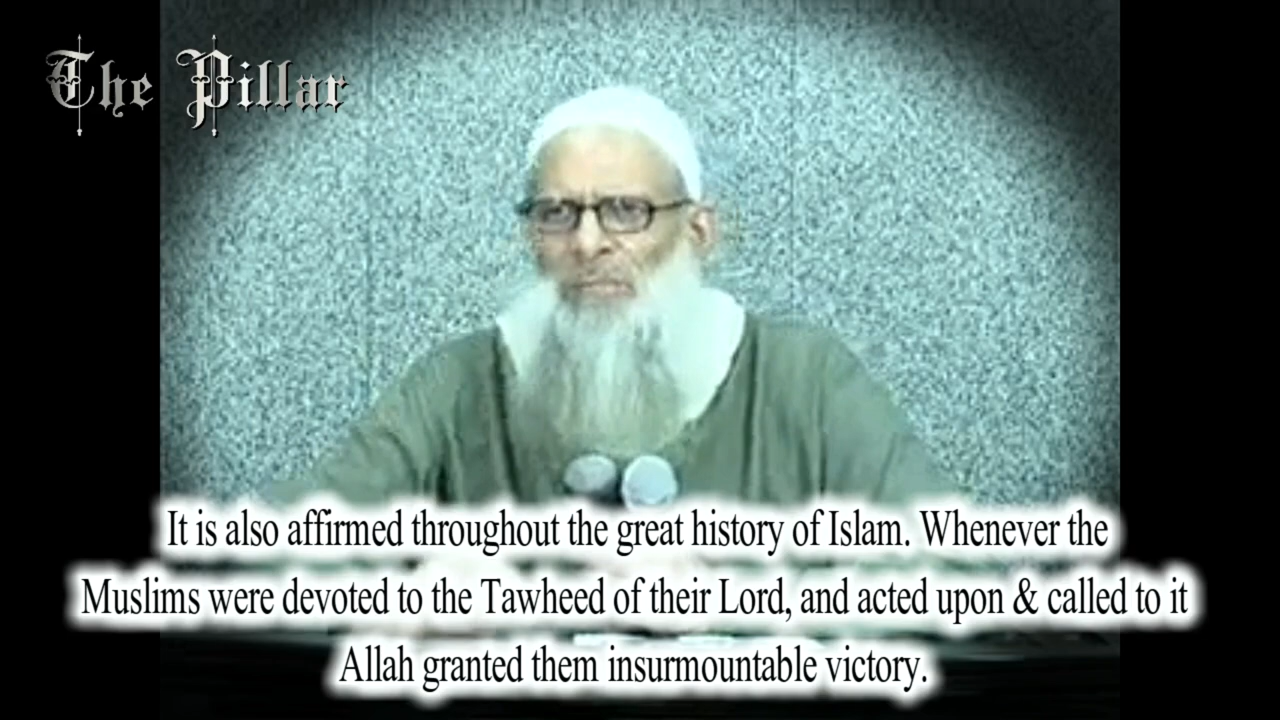 The Pillar
It is also affirmed throughout the great history of Islam. Whenever the
Muslims were devoted to the Tawheed of their Lord, and acted upon & called to it
Allah granted them insurmountable victory.